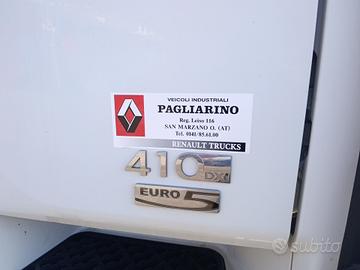 VEICOLI INDUSTRIALI
PAGLIARINO
Reg. Leiso 116
SAN MARZANO O. (AT)
Tel. 0141/85.61.00
RENAULT TRUCKS
410 DXi
EURO 5
subito